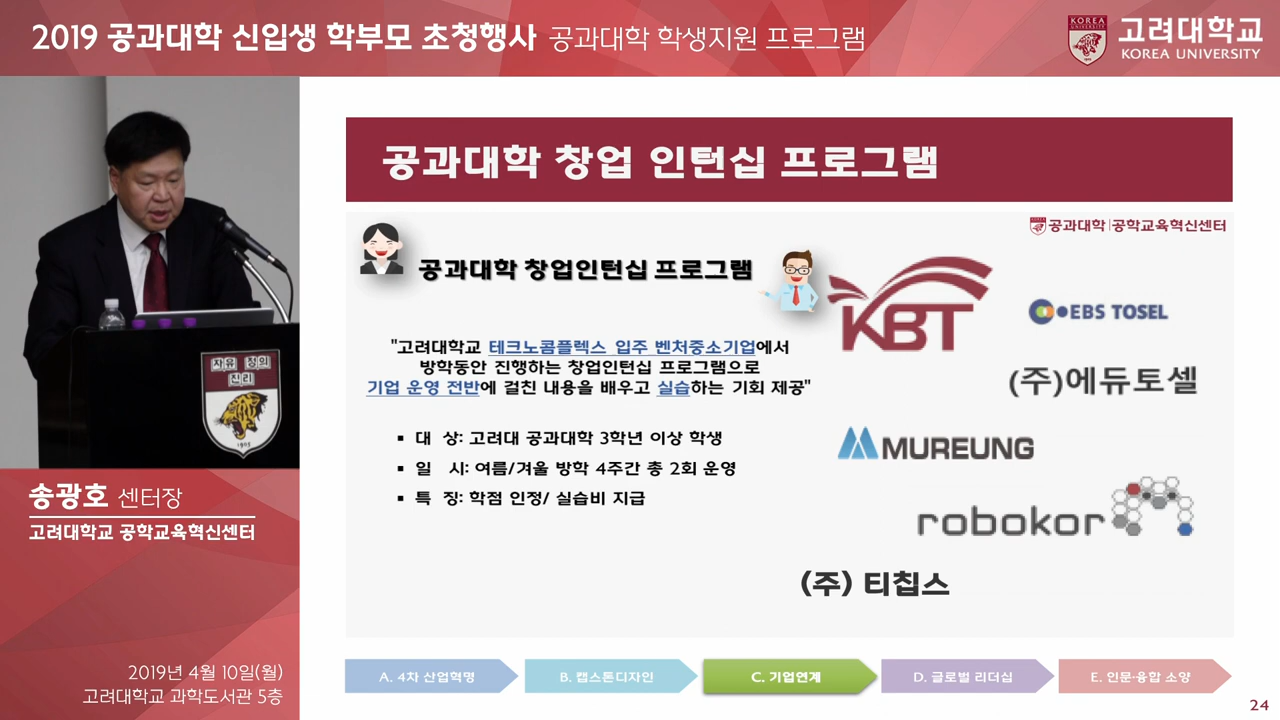 2019 공과대학 신입생 학부모 초청행사 공과대학 학생지원 프로그램
KOREA
고려대학교
KOREA UNIVERSITY
공과대학 창업 인턴십 프로그램
공과대학 | 공학교육혁신센터
공과대학 창업인턴십 프로그램
KBT
EBS TOSEL
"고려대학교 테크노콤플렉스 입주 벤처중소기업에서
방학동안 진행하는 창업인턴십 프로그램으로
기업 운영 전반에 걸친 내용을 배우고 실습하는 기회 제공"
(주)에듀토셀
▪ 대 상: 고려대 공과대학 3학년 이상 학생
▪ 일 시: 여름/겨울 방학 4주간 총 2회 운영
▪ 특 징: 학점 인정/ 실습비 지급
MUREUNG
robokor
(주) 티칩스
자유 정의
진리
1905
송광호 센터장
고려대학교 공학교육혁신센터
2019년 4월 10일(월)
고려대학교 과학도서관 5층
A. 4차 산업혁명
B. 캡스톤디자인
C. 기업연계
D. 글로벌 리더십
E. 인문·융합 소양
24